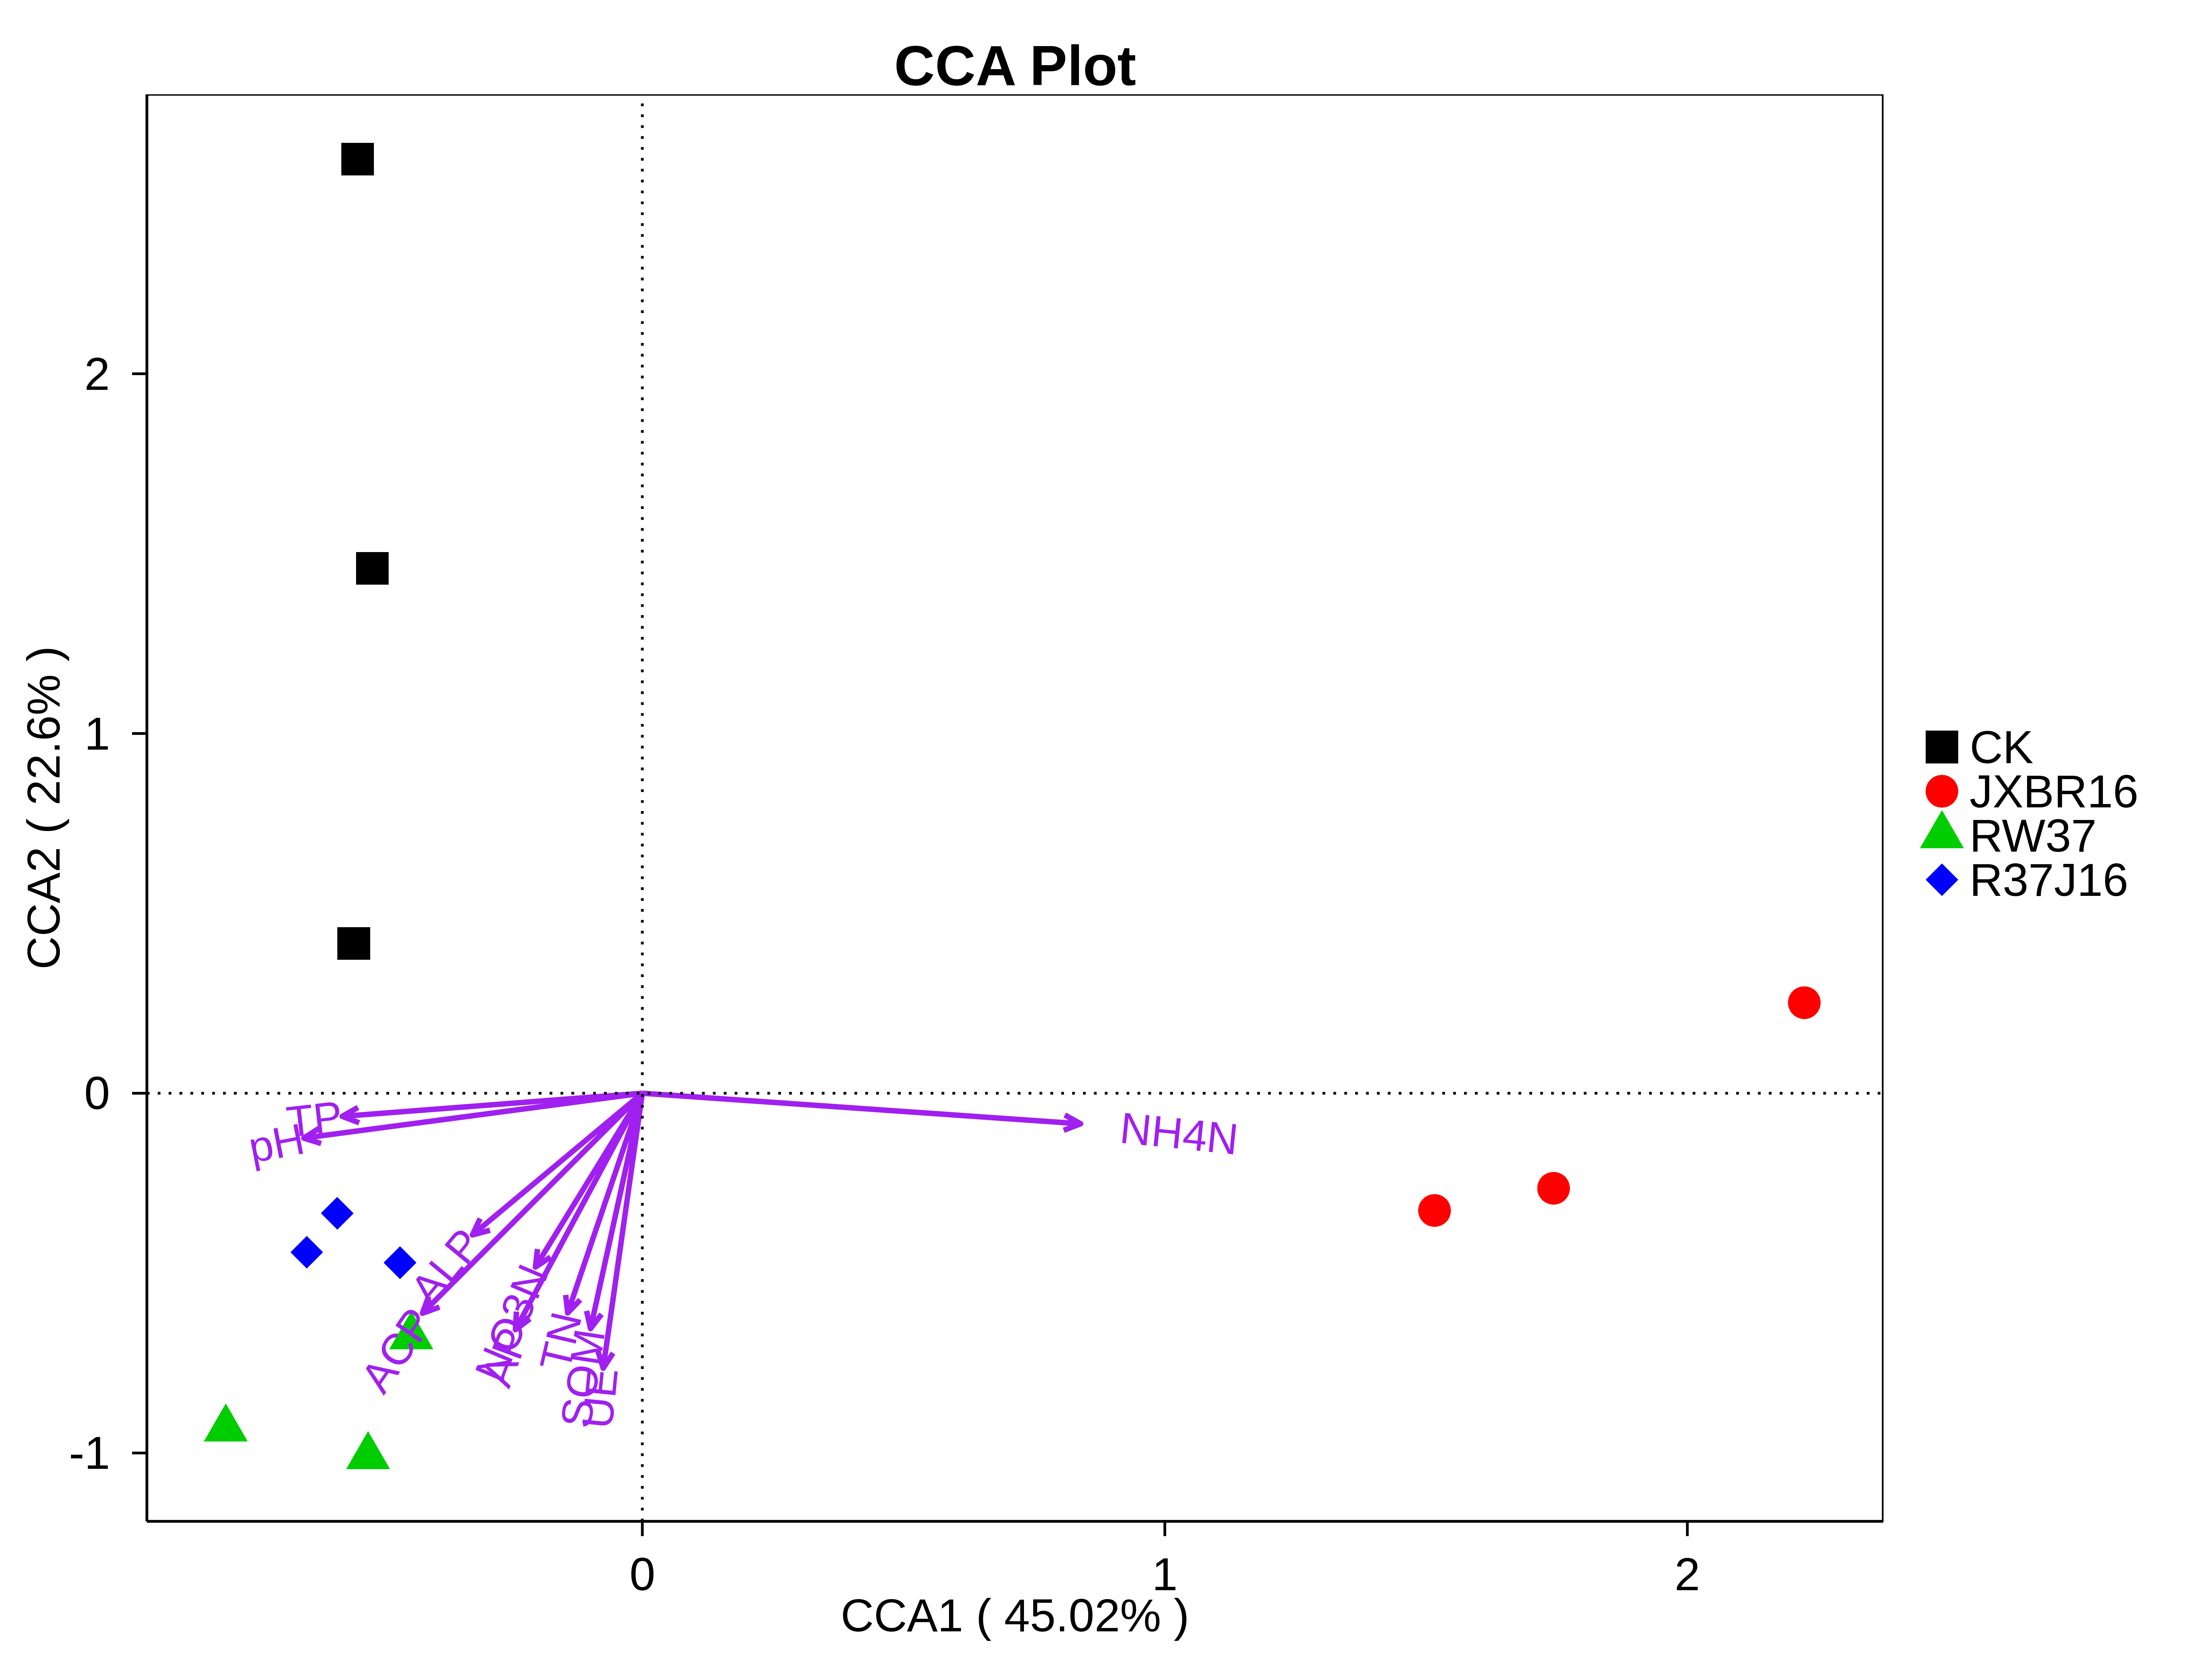 CCA Plot
CCA2 ( 22.6% )
2
1
0
-1
TP
pH
NH4N
ALP
ACP
TN
SOM
CK
JXBR16
RW37
R37J16
0
1
2
CCA1 ( 45.02% )